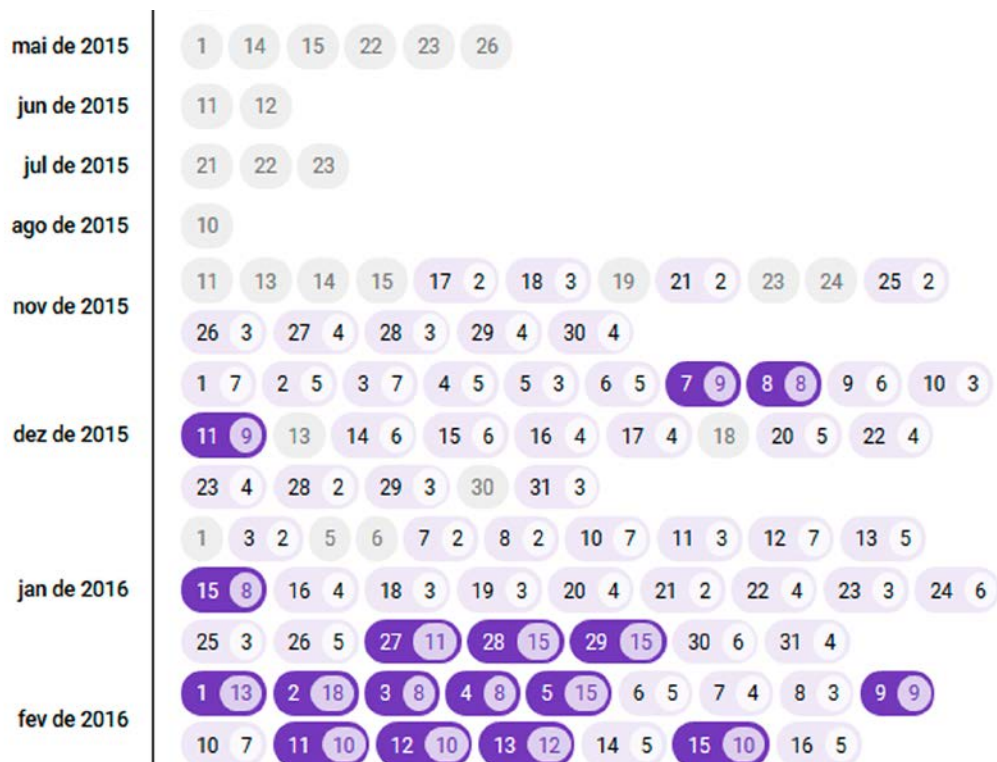 mai de 2015 1 14 15 22 23 26
jun de 2015 11 12
jul de 2015 21 22 23
ago de 2015 10
nov de 2015 11 13 14 15 17 2 18 3 19 21 2 23 24 25 2
26 3 27 4 28 3 29 4 30 4
dez de 2015 1 7 2 5 3 7 4 5 5 3 6 5 7 9 8 8 9 6 10 3
11 9 13 14 6 15 6 16 4 17 4 18 20 5 22 4
23 4 28 2 29 3 30 31 3
jan de 2016 1 3 2 5 6 7 2 8 2 10 7 11 3 12 7 13 5
15 8 16 4 18 3 19 3 20 4 21 2 22 4 23 3 24 6
25 3 26 5 27 11 28 15 29 15 30 6 31 4
fev de 2016 1 13 2 18 3 8 4 8 5 15 6 5 7 4 8 3 9 9
10 7 11 10 12 10 13 12 14 5 15 10 16 5